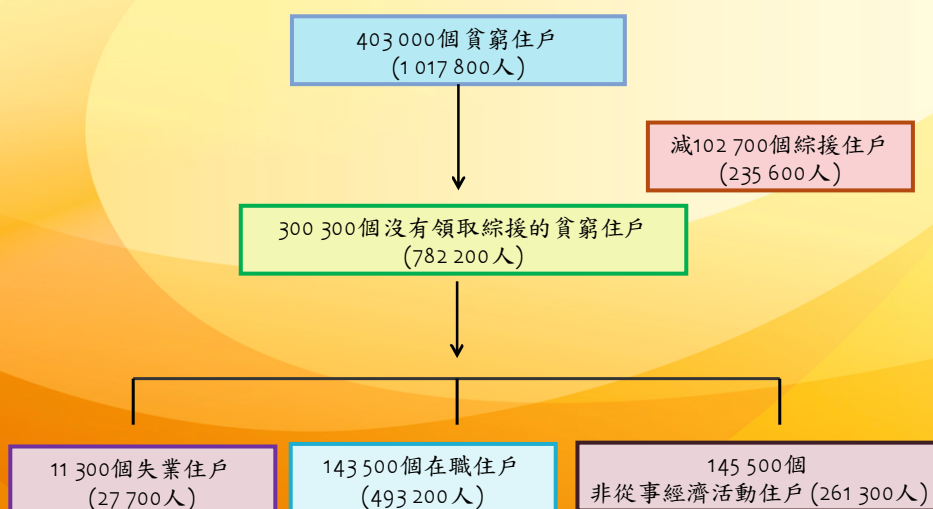 403 000個貧窮住戶
(1 017 800人)
減102 700個綜援住戶
(235 600人)
300 300個沒有領取綜援的貧窮住戶
(782 200人)
11 300個失業住戶
(27 700人)
143 500個在職住戶
(493 200人)
145 500個
非從事經濟活動住戶 (261 300人)